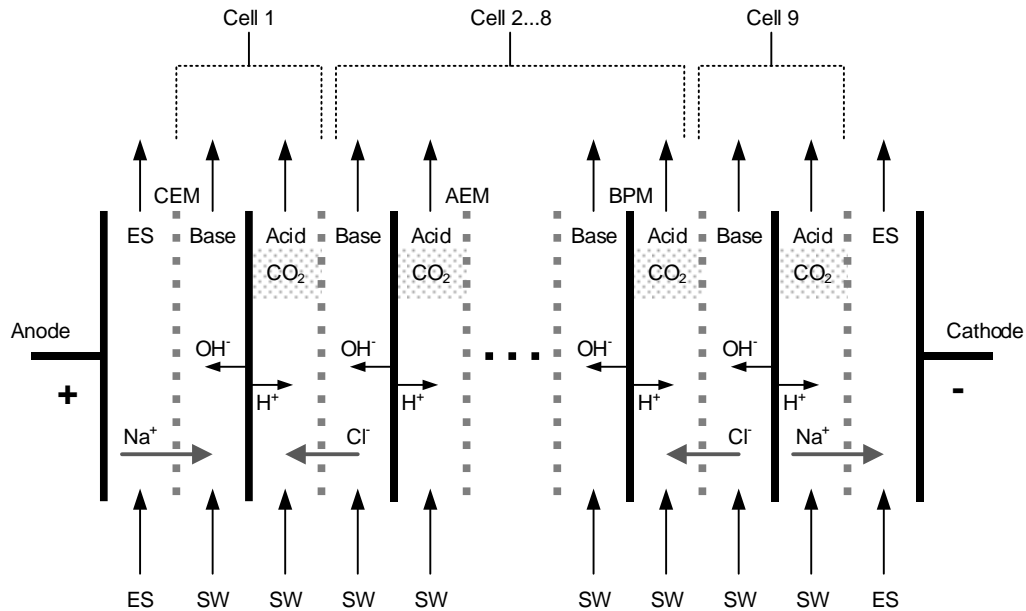 Cell 1 Cell 2...8 Cell 9
CEM AEM BPM
ES Base Acid Base Acid Base Acid Base Acid ES
CO₂ CO₂ CO₂ CO₂
Anode Cathode
OH⁻ OH⁻ OH⁻ OH⁻
+ -
H⁺ H⁺ H⁺ H⁺
Na⁺ Cl⁻ Cl⁻ Na⁺
ES SW SW SW SW SW SW SW SW ES